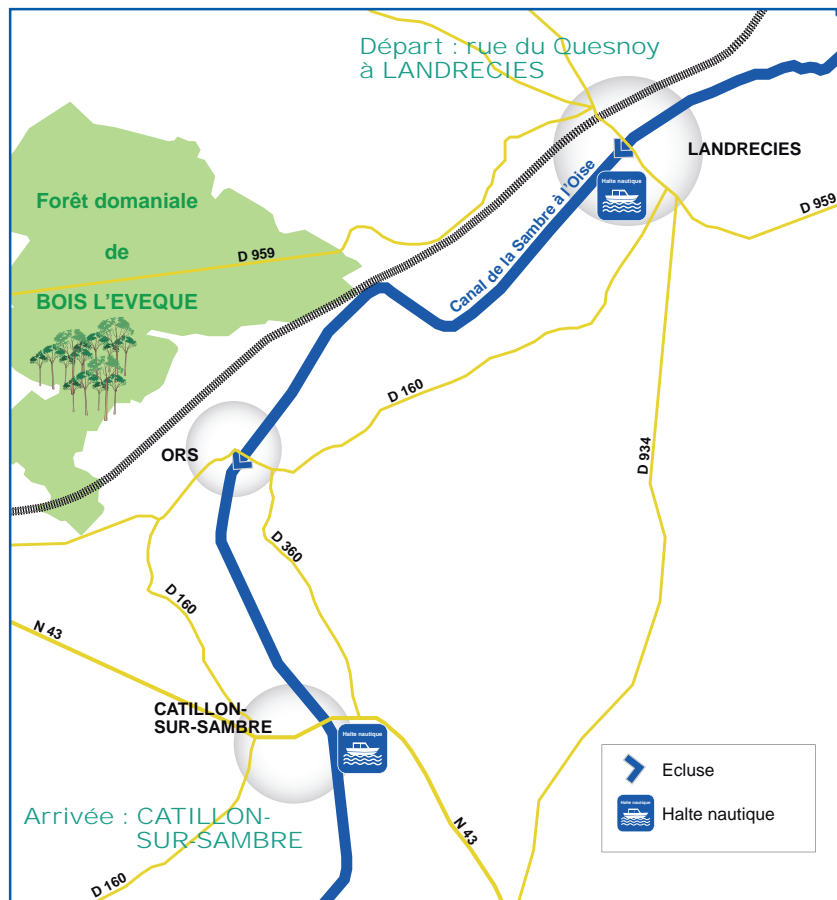 Départ : rue du Quesnoy
à LANDRECIES
LANDRECIES
Halte nautique
Canal de la Sambre à l'Oise
D 959
Forêt domaniale
de
BOIS L'EVEQUE
D 959
D 160
ORS
D 934
D 360
D 160
N 43
CATILLON-
SUR-SAMBRE
Halte nautique
Arrivée : CATILLON-
SUR-SAMBRE
N 43
D 160
Ecluse
Halte nautique
Halte nautique